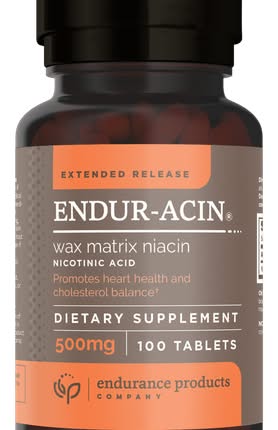 EXTENDED RELEASE
ENDUR-ACIN®
wax matrix niacin
NICOTINIC ACID
Promotes heart health and
cholesterol balance†
DIETARY SUPPLEMENT
500mg | 100 TABLETS
endurance products
COMPANY